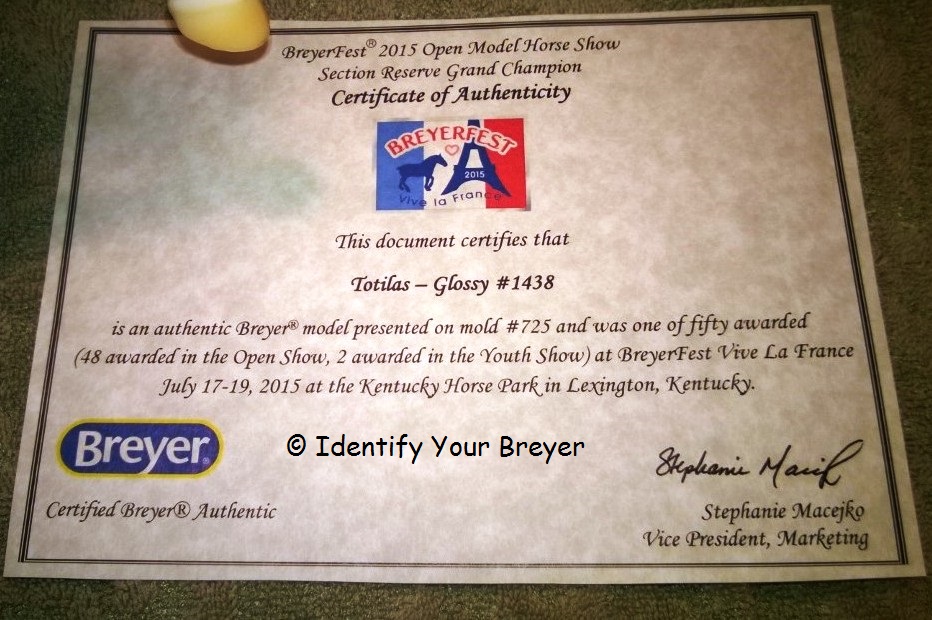 BreyerFest® 2015 Open Model Horse Show
Section Reserve Grand Champion
Certificate of Authenticity
BREYERFEST
2015
Vive la France
This document certifies that
Totilas – Glossy #1438
is an authentic Breyer® model presented on mold #725 and was one of fifty awarded
(48 awarded in the Open Show, 2 awarded in the Youth Show) at BreyerFest Vive La France
July 17-19, 2015 at the Kentucky Horse Park in Lexington, Kentucky.
Breyer®
© Identify Your Breyer
Stephanie Macejko
Certified Breyer® Authentic
Stephanie Macejko
Vice President, Marketing